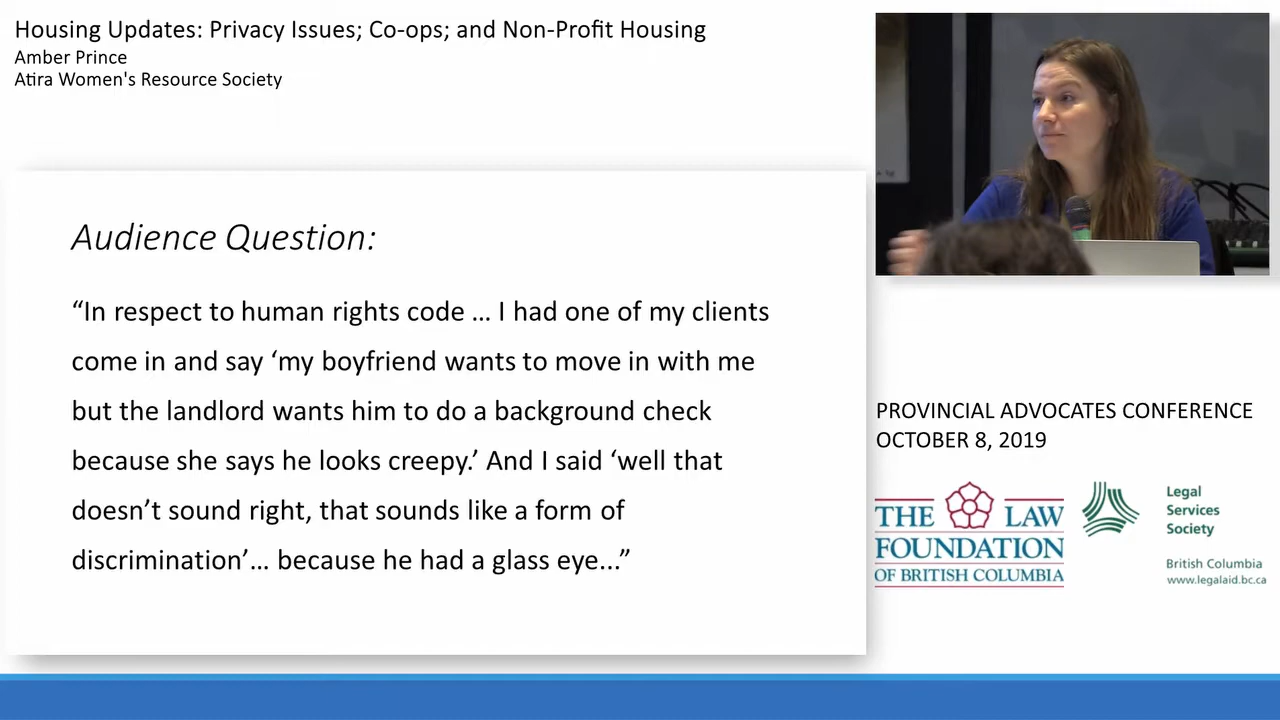 Housing Updates: Privacy Issues; Co-ops; and Non-Profit Housing
Amber Prince
Atira Women's Resource Society
Audience Question:
“In respect to human rights code … I had one of my clients
come in and say ‘my boyfriend wants to move in with me
but the landlord wants him to do a background check
because she says he looks creepy.’ And I said ‘well that
doesn’t sound right, that sounds like a form of
discrimination’… because he had a glass eye...”
PROVINCIAL ADVOCATES CONFERENCE
OCTOBER 8, 2019
THE LAW
FOUNDATION
OF BRITISH COLUMBIA
Legal
Services
Society
British Columbia
www.legalaid.bc.ca